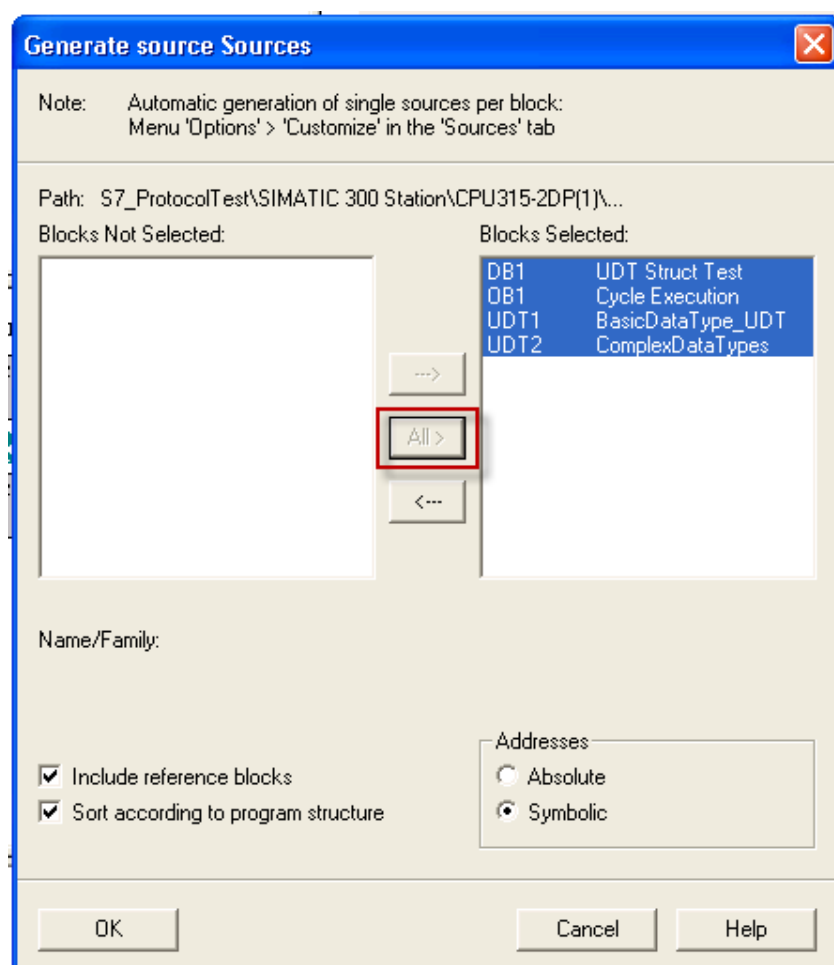 Generate source Sources
Note: Automatic generation of single sources per block:
Menu 'Options' > 'Customize' in the 'Sources' tab
Path: S7_ProtocolTest\SIMATIC 300 Station\CPU315-2DP(1)\...
Blocks Not Selected:
Blocks Selected:
DB1 UDT Struct Test
OB1 Cycle Execution
UDT1 BasicDataType_UDT
UDT2 ComplexDataTypes
--->
All >
<---
Name/Family:
Include reference blocks
Sort according to program structure
Addresses
Absolute
Symbolic
OK
Cancel
Help